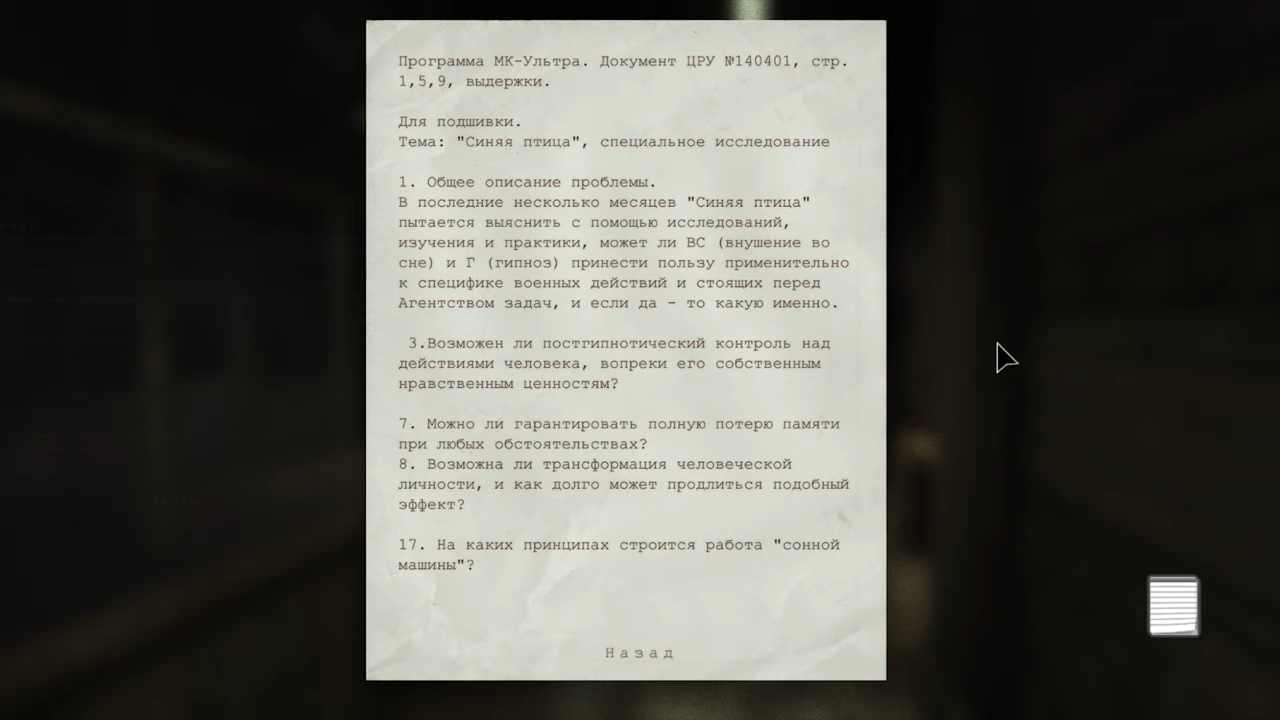 Программа МК-Ультра. Документ ЦРУ №140401, стр.
1,5,9, выдержки.
Для подшивки.
Тема: "Синяя птица", специальное исследование
1. Общее описание проблемы.
В последние несколько месяцев "Синяя птица"
пытается выяснить с помощью исследований,
изучения и практики, может ли ВС (внушение во
сне) и Г (гипноз) принести пользу применительно
к специфике военных действий и стоящих перед
Агентством задач, и если да - то какую именно.
3.Возможен ли постгипнотический контроль над
действиями человека, вопреки его собственным
нравственным ценностям?
7. Можно ли гарантировать полную потерю памяти
при любых обстоятельствах?
8. Возможна ли трансформация человеческой
личности, и как долго может продлиться подобный
эффект?
17. На каких принципах строится работа "сонной
машины"?
Назад